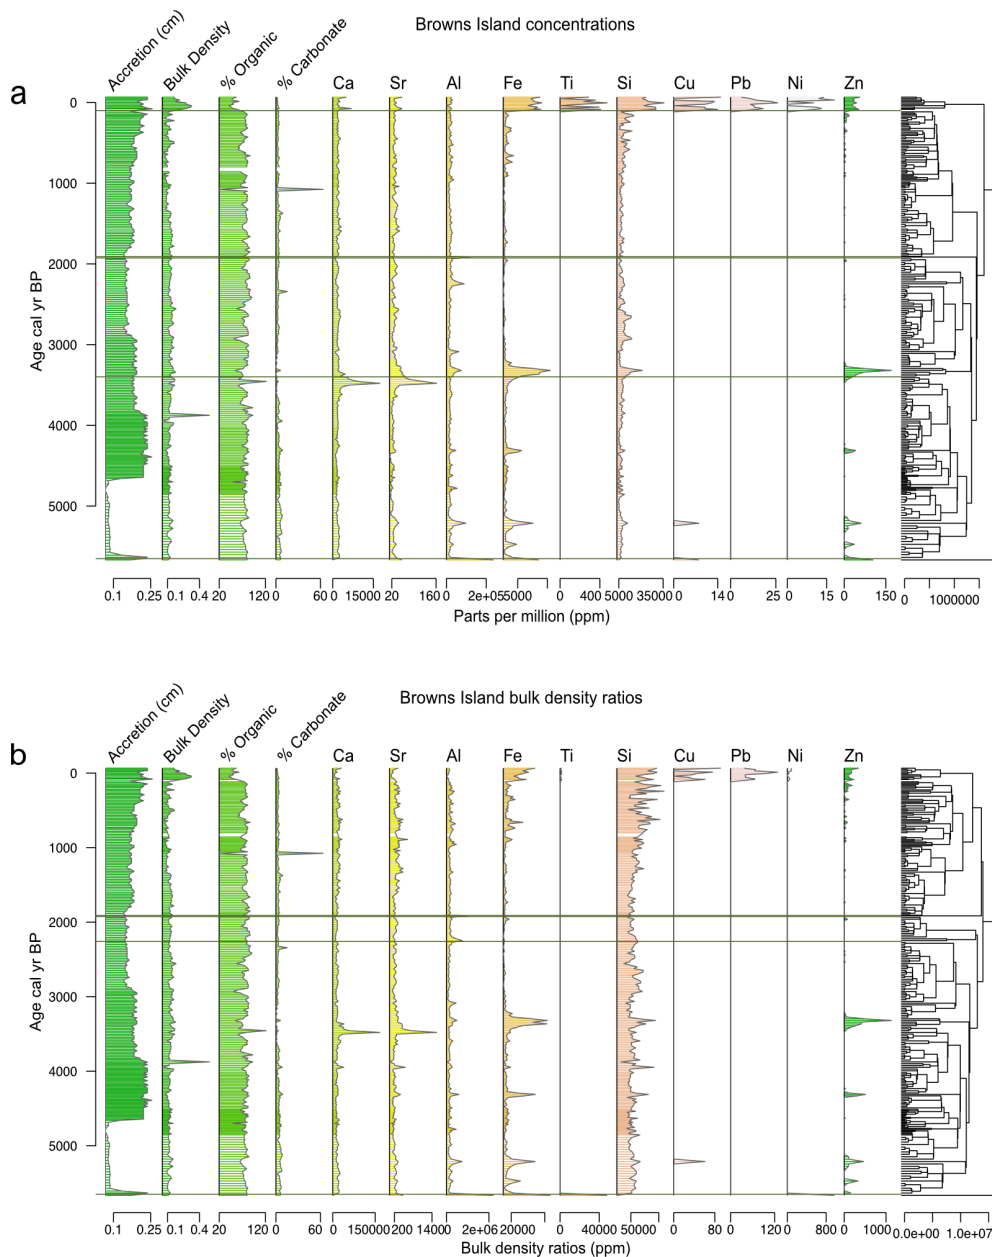 Browns Island concentrations
a
Accretion (cm) Bulk Density % Organic % Carbonate Ca Sr Al Fe Ti Si Cu Pb Ni Zn
0
1000
2000
3000
4000
5000
Age cal yr BP
0.1 0.25 0.1 0.4 20 120 0 60 0 15000 20 160 0 2e+05 5000 0 400 5000 35000 0 14 0 25 0 15 0 150 0 1000000
Parts per million (ppm)
Browns Island bulk density ratios
b
Accretion (cm) Bulk Density % Organic % Carbonate Ca Sr Al Fe Ti Si Cu Pb Ni Zn
0
1000
2000
3000
4000
5000
Age cal yr BP
0.1 0.25 0.1 0.4 20 120 0 60 0 150000 200 1400 0 2e+06 20000 0 40000 50000 0 80 0 120 0 800 0 1000 0.0e+00 1.0e+07
Bulk density ratios (ppm)